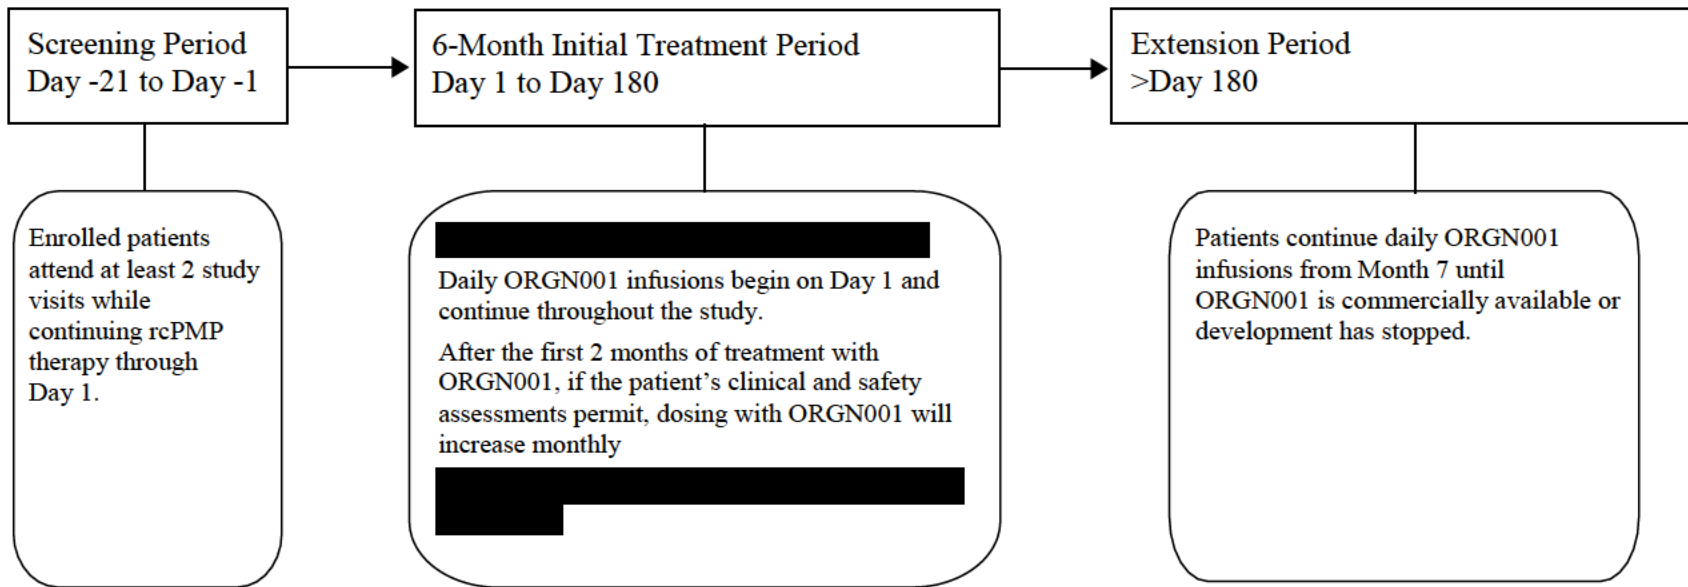 Screening Period
Day -21 to Day -1
6-Month Initial Treatment Period
Day 1 to Day 180
Extension Period
>Day 180
Enrolled patients
attend at least 2 study
visits while
continuing rcPMP
therapy through
Day 1.
Daily ORGN001 infusions begin on Day 1 and
continue throughout the study.
After the first 2 months of treatment with
ORGN001, if the patient’s clinical and safety
assessments permit, dosing with ORGN001 will
increase monthly
Patients continue daily ORGN001
infusions from Month 7 until
ORGN001 is commercially available or
development has stopped.